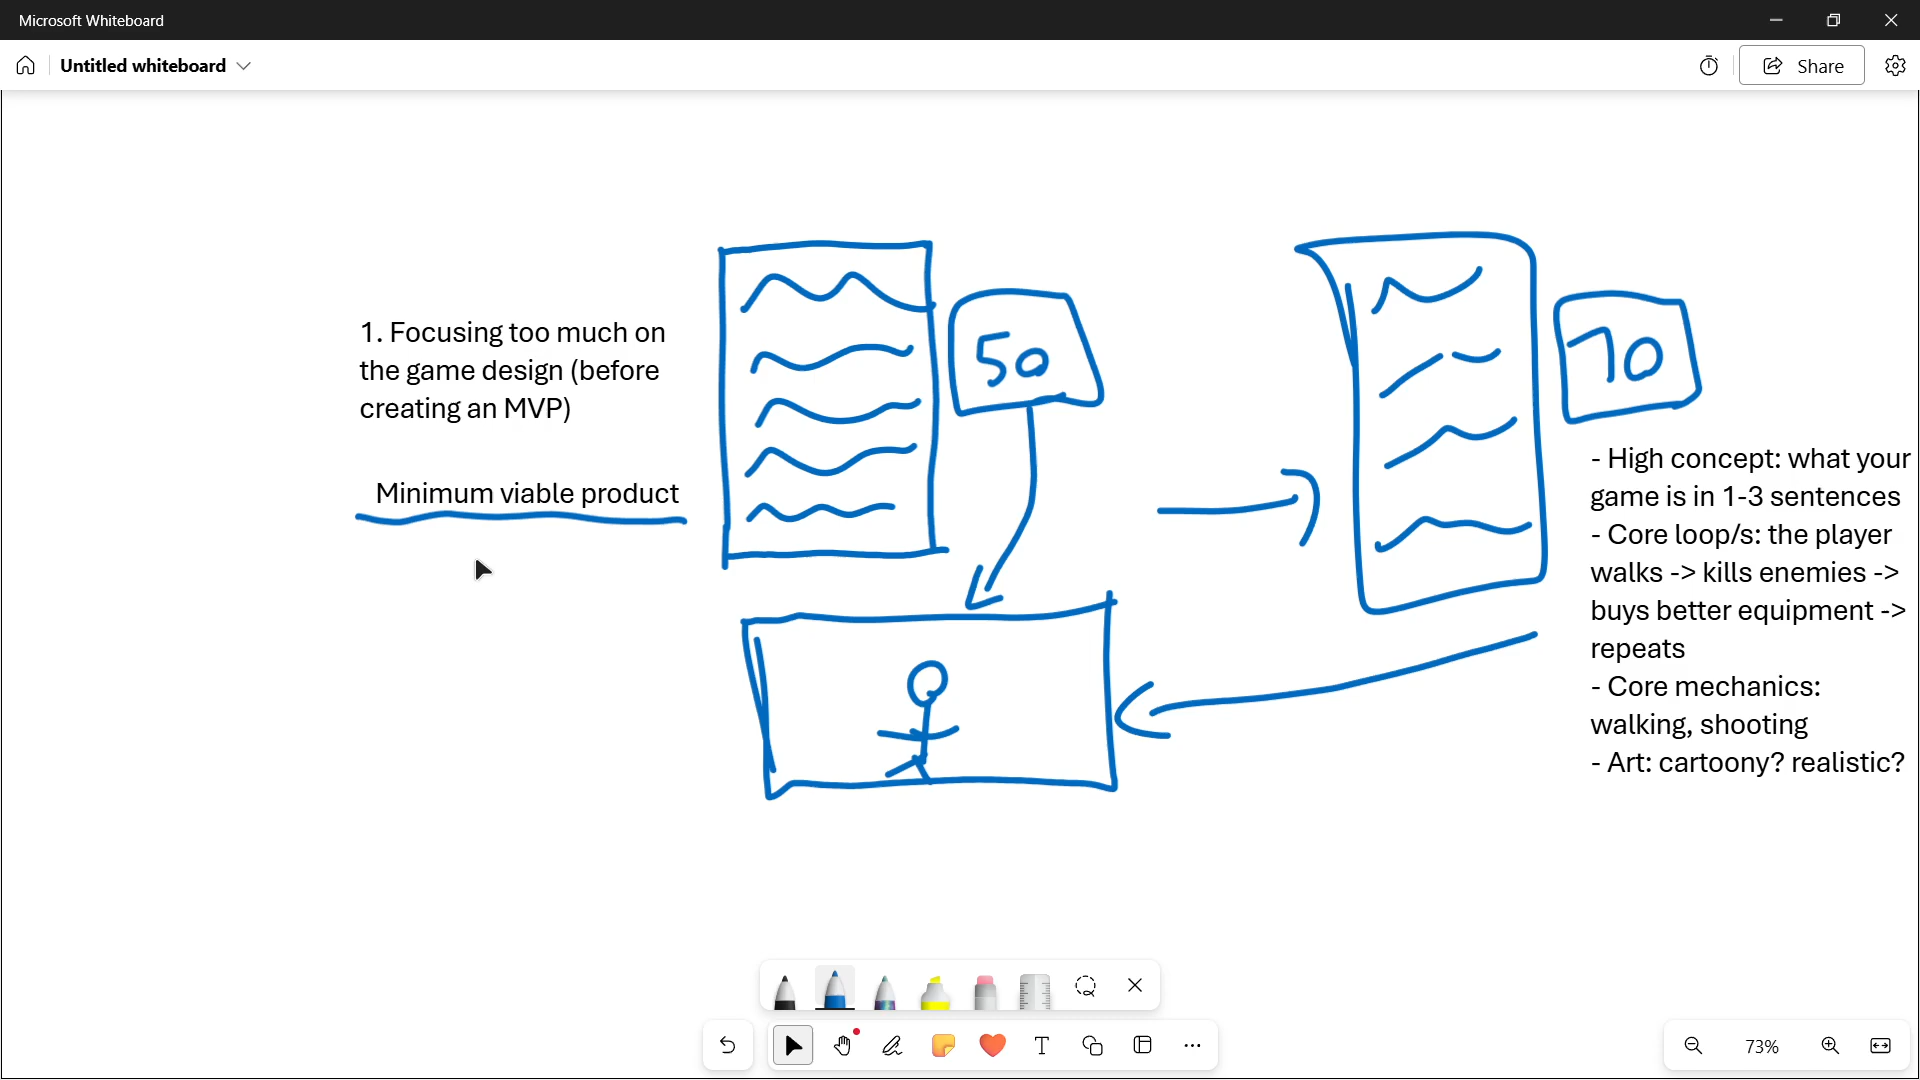 Microsoft Whiteboard
Untitled whiteboard
Share
1. Focusing too much on
the game design (before
creating an MVP)
Minimum viable product
50
70
- High concept: what your
game is in 1-3 sentences
- Core loop/s: the player
walks -> kills enemies ->
buys better equipment ->
repeats
- Core mechanics:
walking, shooting
- Art: cartoony? realistic?
73%